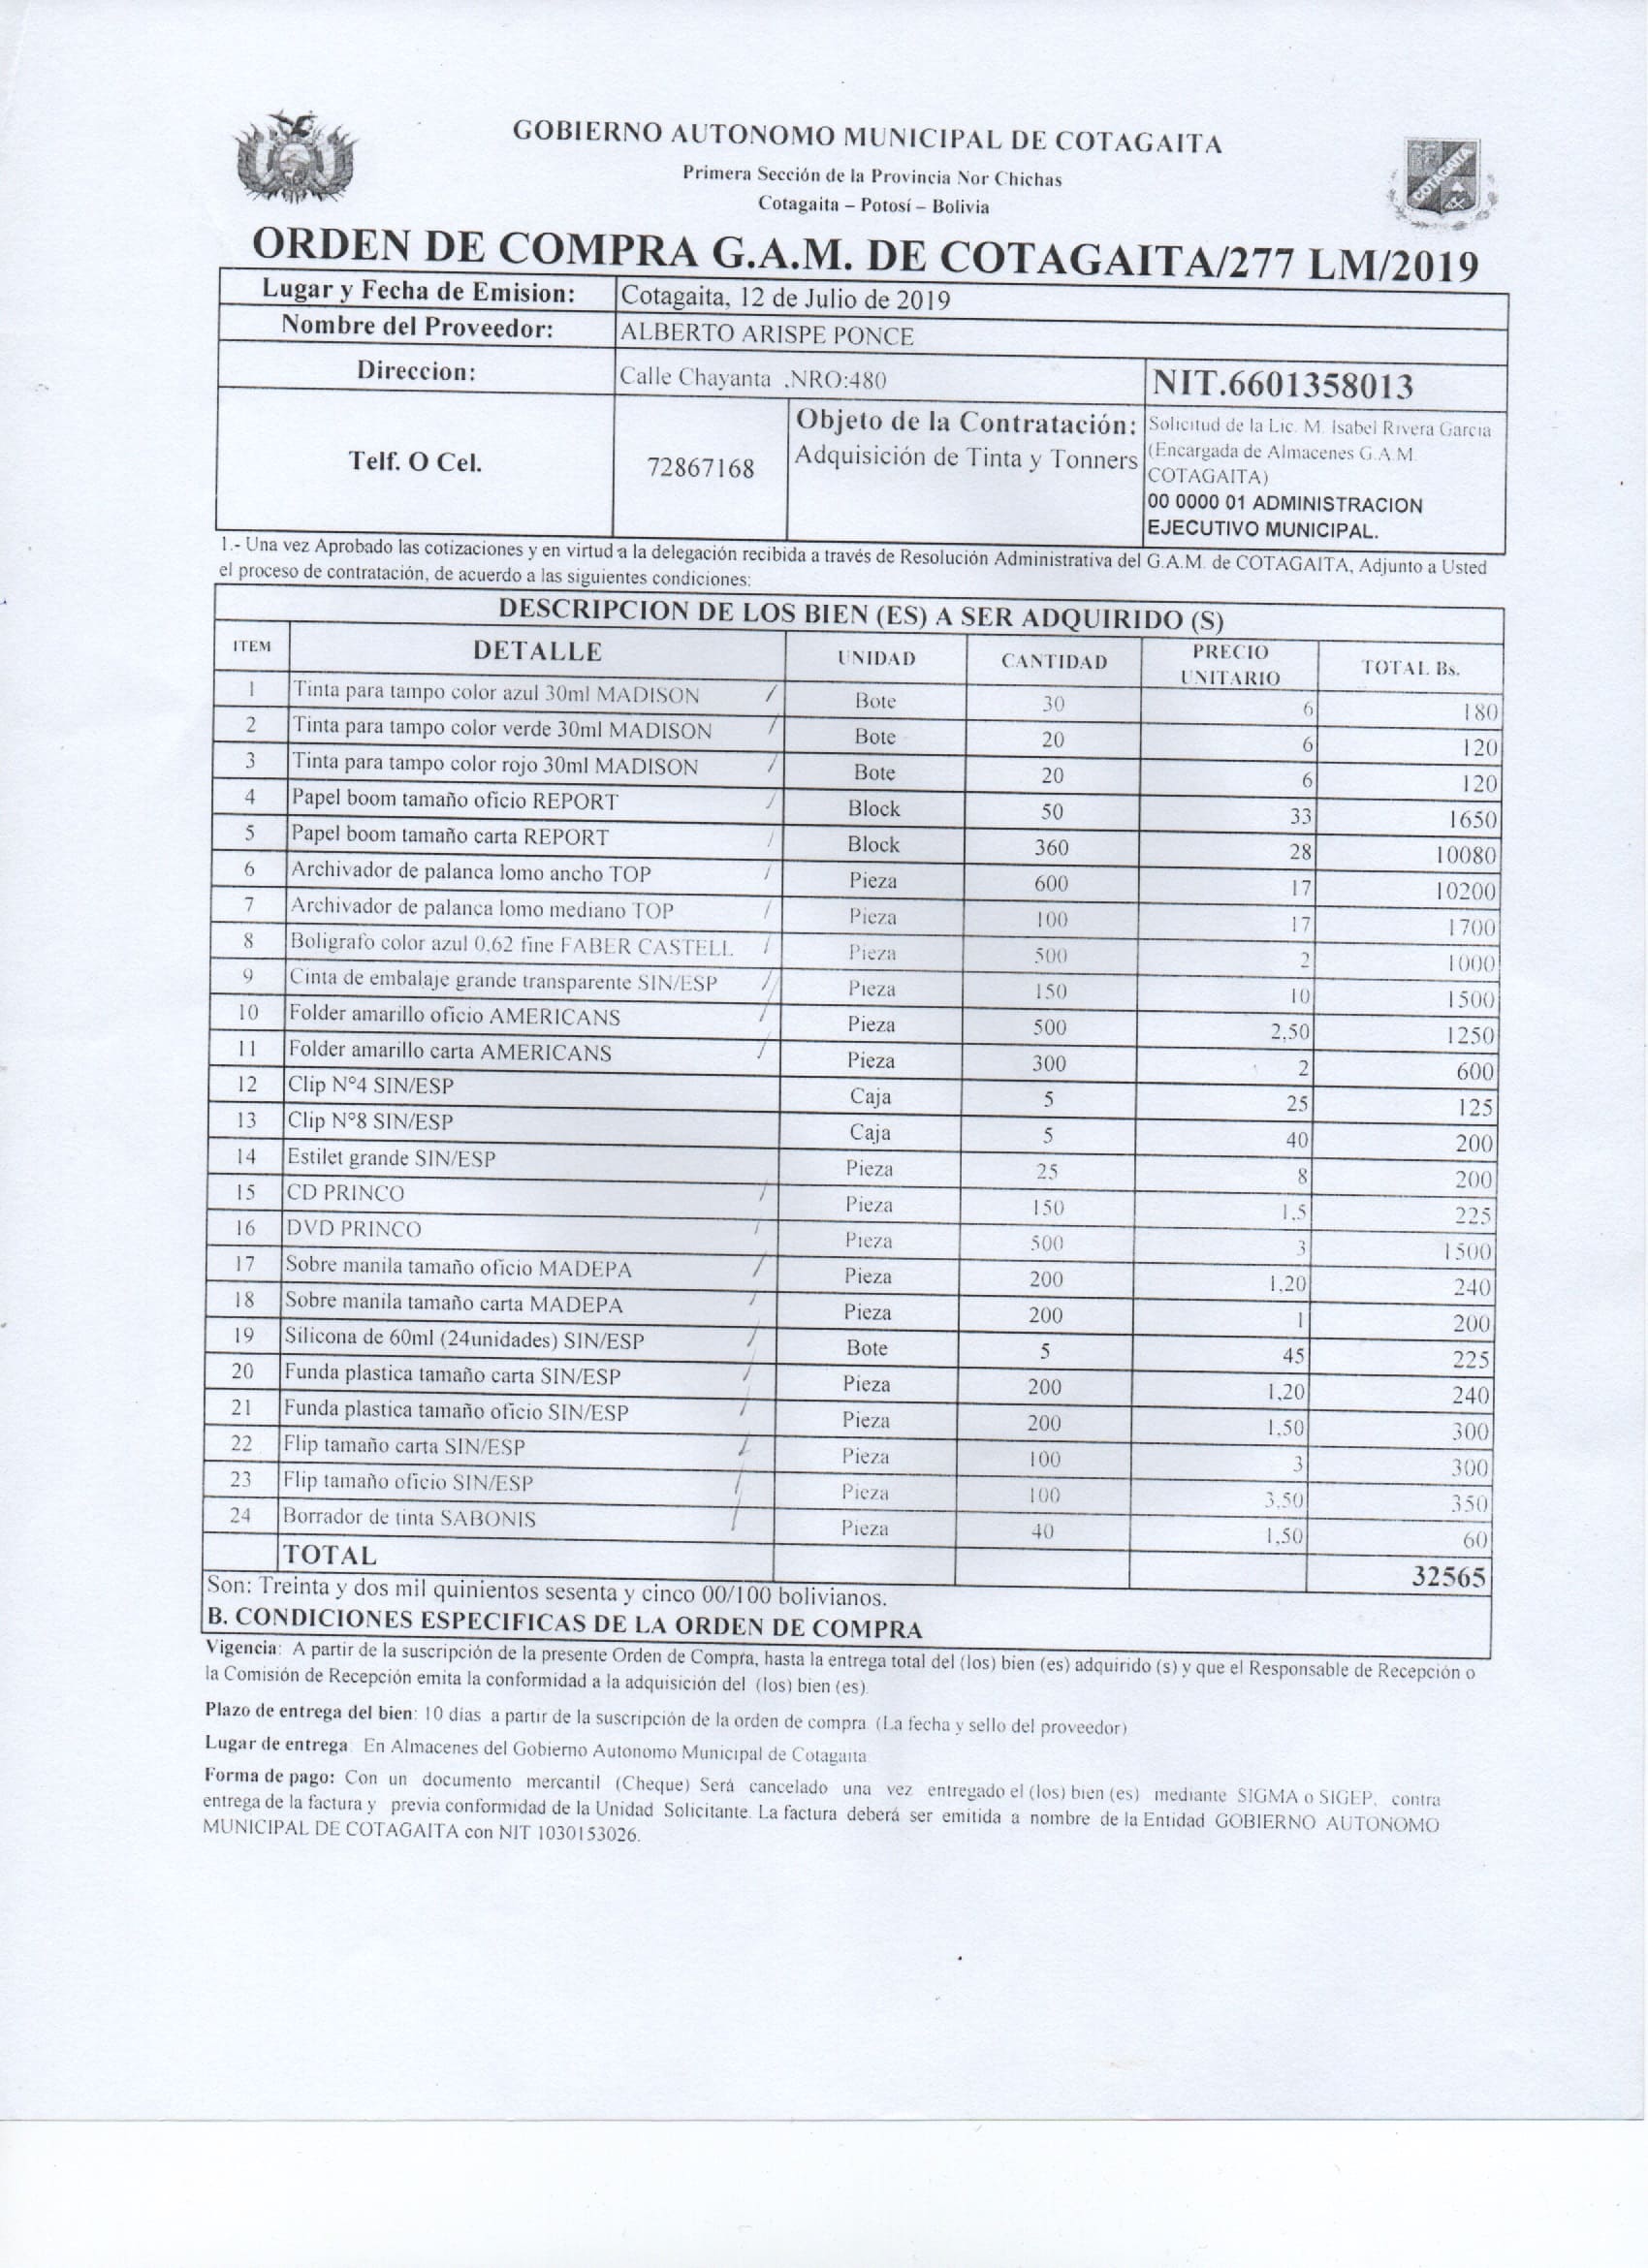 GOBIERNO AUTONOMO MUNICIPAL DE COTAGAITA
Primera Sección de la Provincia Nor Chichas
Cotagaita – Potosí – Bolivia
COTAGAITA
ORDEN DE COMPRA G.A.M. DE COTAGAITA/277 LM/2019
Lugar y Fecha de Emision: Cotagaita, 12 de Julio de 2019
Nombre del Proveedor: ALBERTO ARISPE PONCE
Direccion: Calle Chayanta .NRO:480 NIT.6601358013
Telf. O Cel. 72867168
Objeto de la Contratación:
Adquisición de Tinta y Tonners
Solicitud de la Lic. M. Isabel Rivera Garcia
(Encargada de Almacenes G.A.M.
COTAGAITA)
00 0000 01 ADMINISTRACION
EJECUTIVO MUNICIPAL.
1.- Una vez Aprobado las cotizaciones y en virtud a la delegación recibida a través de Resolución Administrativa del G.A.M. de COTAGAITA, Adjunto a Usted
el proceso de contratación, de acuerdo a las siguientes condiciones:
DESCRIPCION DE LOS BIEN (ES) A SER ADQUIRIDO (S)
ITEM DETALLE UNIDAD CANTIDAD PRECIO UNITARIO TOTAL Bs.
1 Tinta para tampo color azul 30ml MADISON / Bote 30 6 180
2 Tinta para tampo color verde 30ml MADISON / Bote 20 6 120
3 Tinta para tampo color rojo 30ml MADISON / Bote 20 6 120
4 Papel boom tamaño oficio REPORT / Block 50 33 1650
5 Papel boom tamaño carta REPORT / Block 360 28 10080
6 Archivador de palanca lomo ancho TOP / Pieza 600 17 10200
7 Archivador de palanca lomo mediano TOP / Pieza 100 17 1700
8 Boligrafo color azul 0.62 fine FABER CASTELL / Pieza 500 2 1000
9 Cinta de embalaje grande transparente SIN/ESP / Pieza 150 10 1500
10 Folder amarillo oficio AMERICANS / Pieza 500 2,50 1250
11 Folder amarillo carta AMERICANS / Pieza 300 2 600
12 Clip N°4 SIN/ESP Caja 5 25 125
13 Clip N°8 SIN/ESP Caja 5 40 200
14 Estilet grande SIN/ESP Pieza 25 8 200
15 CD PRINCO / Pieza 150 1,5 225
16 DVD PRINCO / Pieza 500 3 1500
17 Sobre manila tamaño oficio MADEPA / Pieza 200 1,20 240
18 Sobre manila tamaño carta MADEPA / Pieza 200 1 200
19 Silicona de 60ml (24unidades) SIN/ESP / Bote 5 45 225
20 Funda plastica tamaño carta SIN/ESP / Pieza 200 1,20 240
21 Funda plastica tamaño oficio SIN/ESP / Pieza 200 1,50 300
22 Flip tamaño carta SIN/ESP / Pieza 100 3 300
23 Flip tamaño oficio SIN/ESP / Pieza 100 3,50 350
24 Borrador de tinta SABONIS / Pieza 40 1,50 60
TOTAL 32565
Son: Treinta y dos mil quinientos sesenta y cinco 00/100 bolivianos.
B. CONDICIONES ESPECIFICAS DE LA ORDEN DE COMPRA
Vigencia: A partir de la suscripción de la presente Orden de Compra, hasta la entrega total del (los) bien (es) adquirido (s) y que el Responsable de Recepción o
la Comisión de Recepción emita la conformidad a la adquisición del (los) bien (es).
Plazo de entrega del bien: 10 dias a partir de la suscripción de la orden de compra. (La fecha y sello del proveedor)
Lugar de entrega: En Almacenes del Gobierno Autonomo Municipal de Cotagaita
Forma de pago: Con un documento mercantil (Cheque) Será cancelado una vez entregado el (los) bien (es) mediante SIGMA o SIGEP, contra
entrega de la factura y previa conformidad de la Unidad Solicitante. La factura deberá ser emitida a nombre de la Entidad GOBIERNO AUTONOMO
MUNICIPAL DE COTAGAITA con NIT 1030153026.